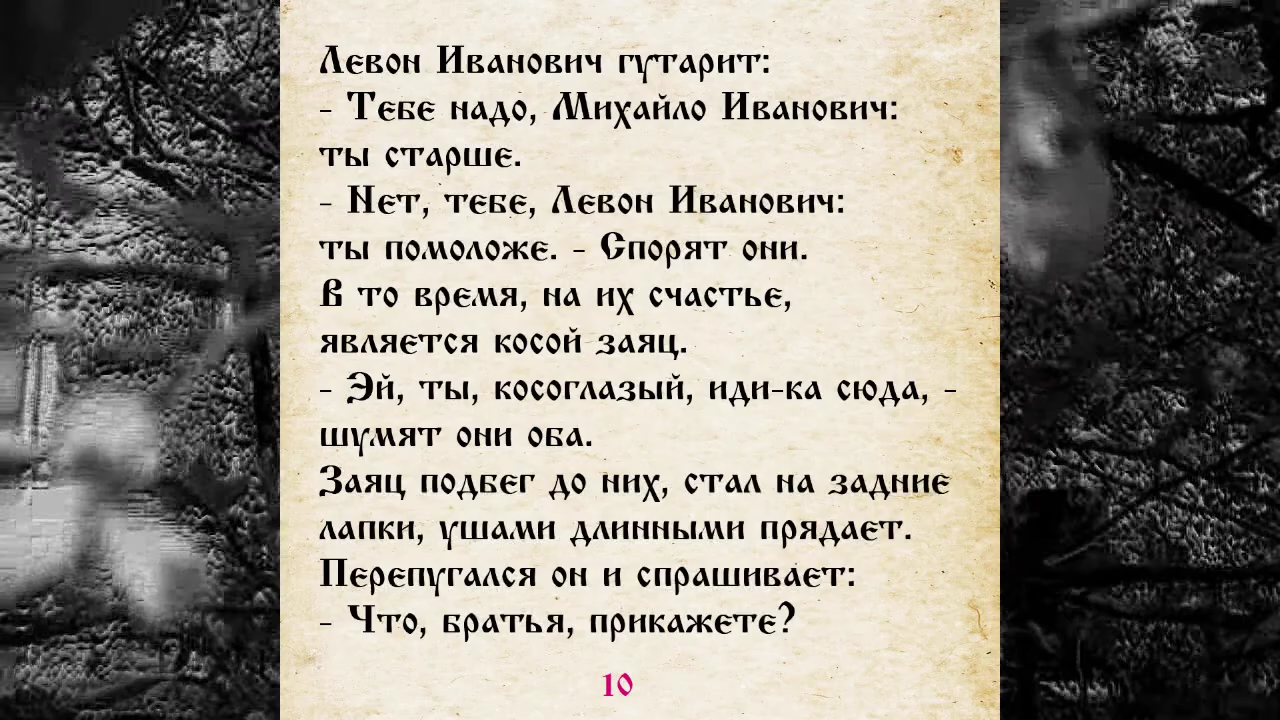 Левон Иванович гутарит:
- Тебе надо, Михайло Иванович:
ты старше.
- Нет, тебе, Левон Иванович:
ты помоложе. - Спорят они.
В то время, на их счастье,
является косой заяц.
- Эй, ты, косоглазый, иди-ка сюда, -
шумят они оба.
Заяц подбег до них, стал на задние
лапки, ушами длинными прядает.
Перепугался он и спрашивает:
- Что, братья, прикажете?
10